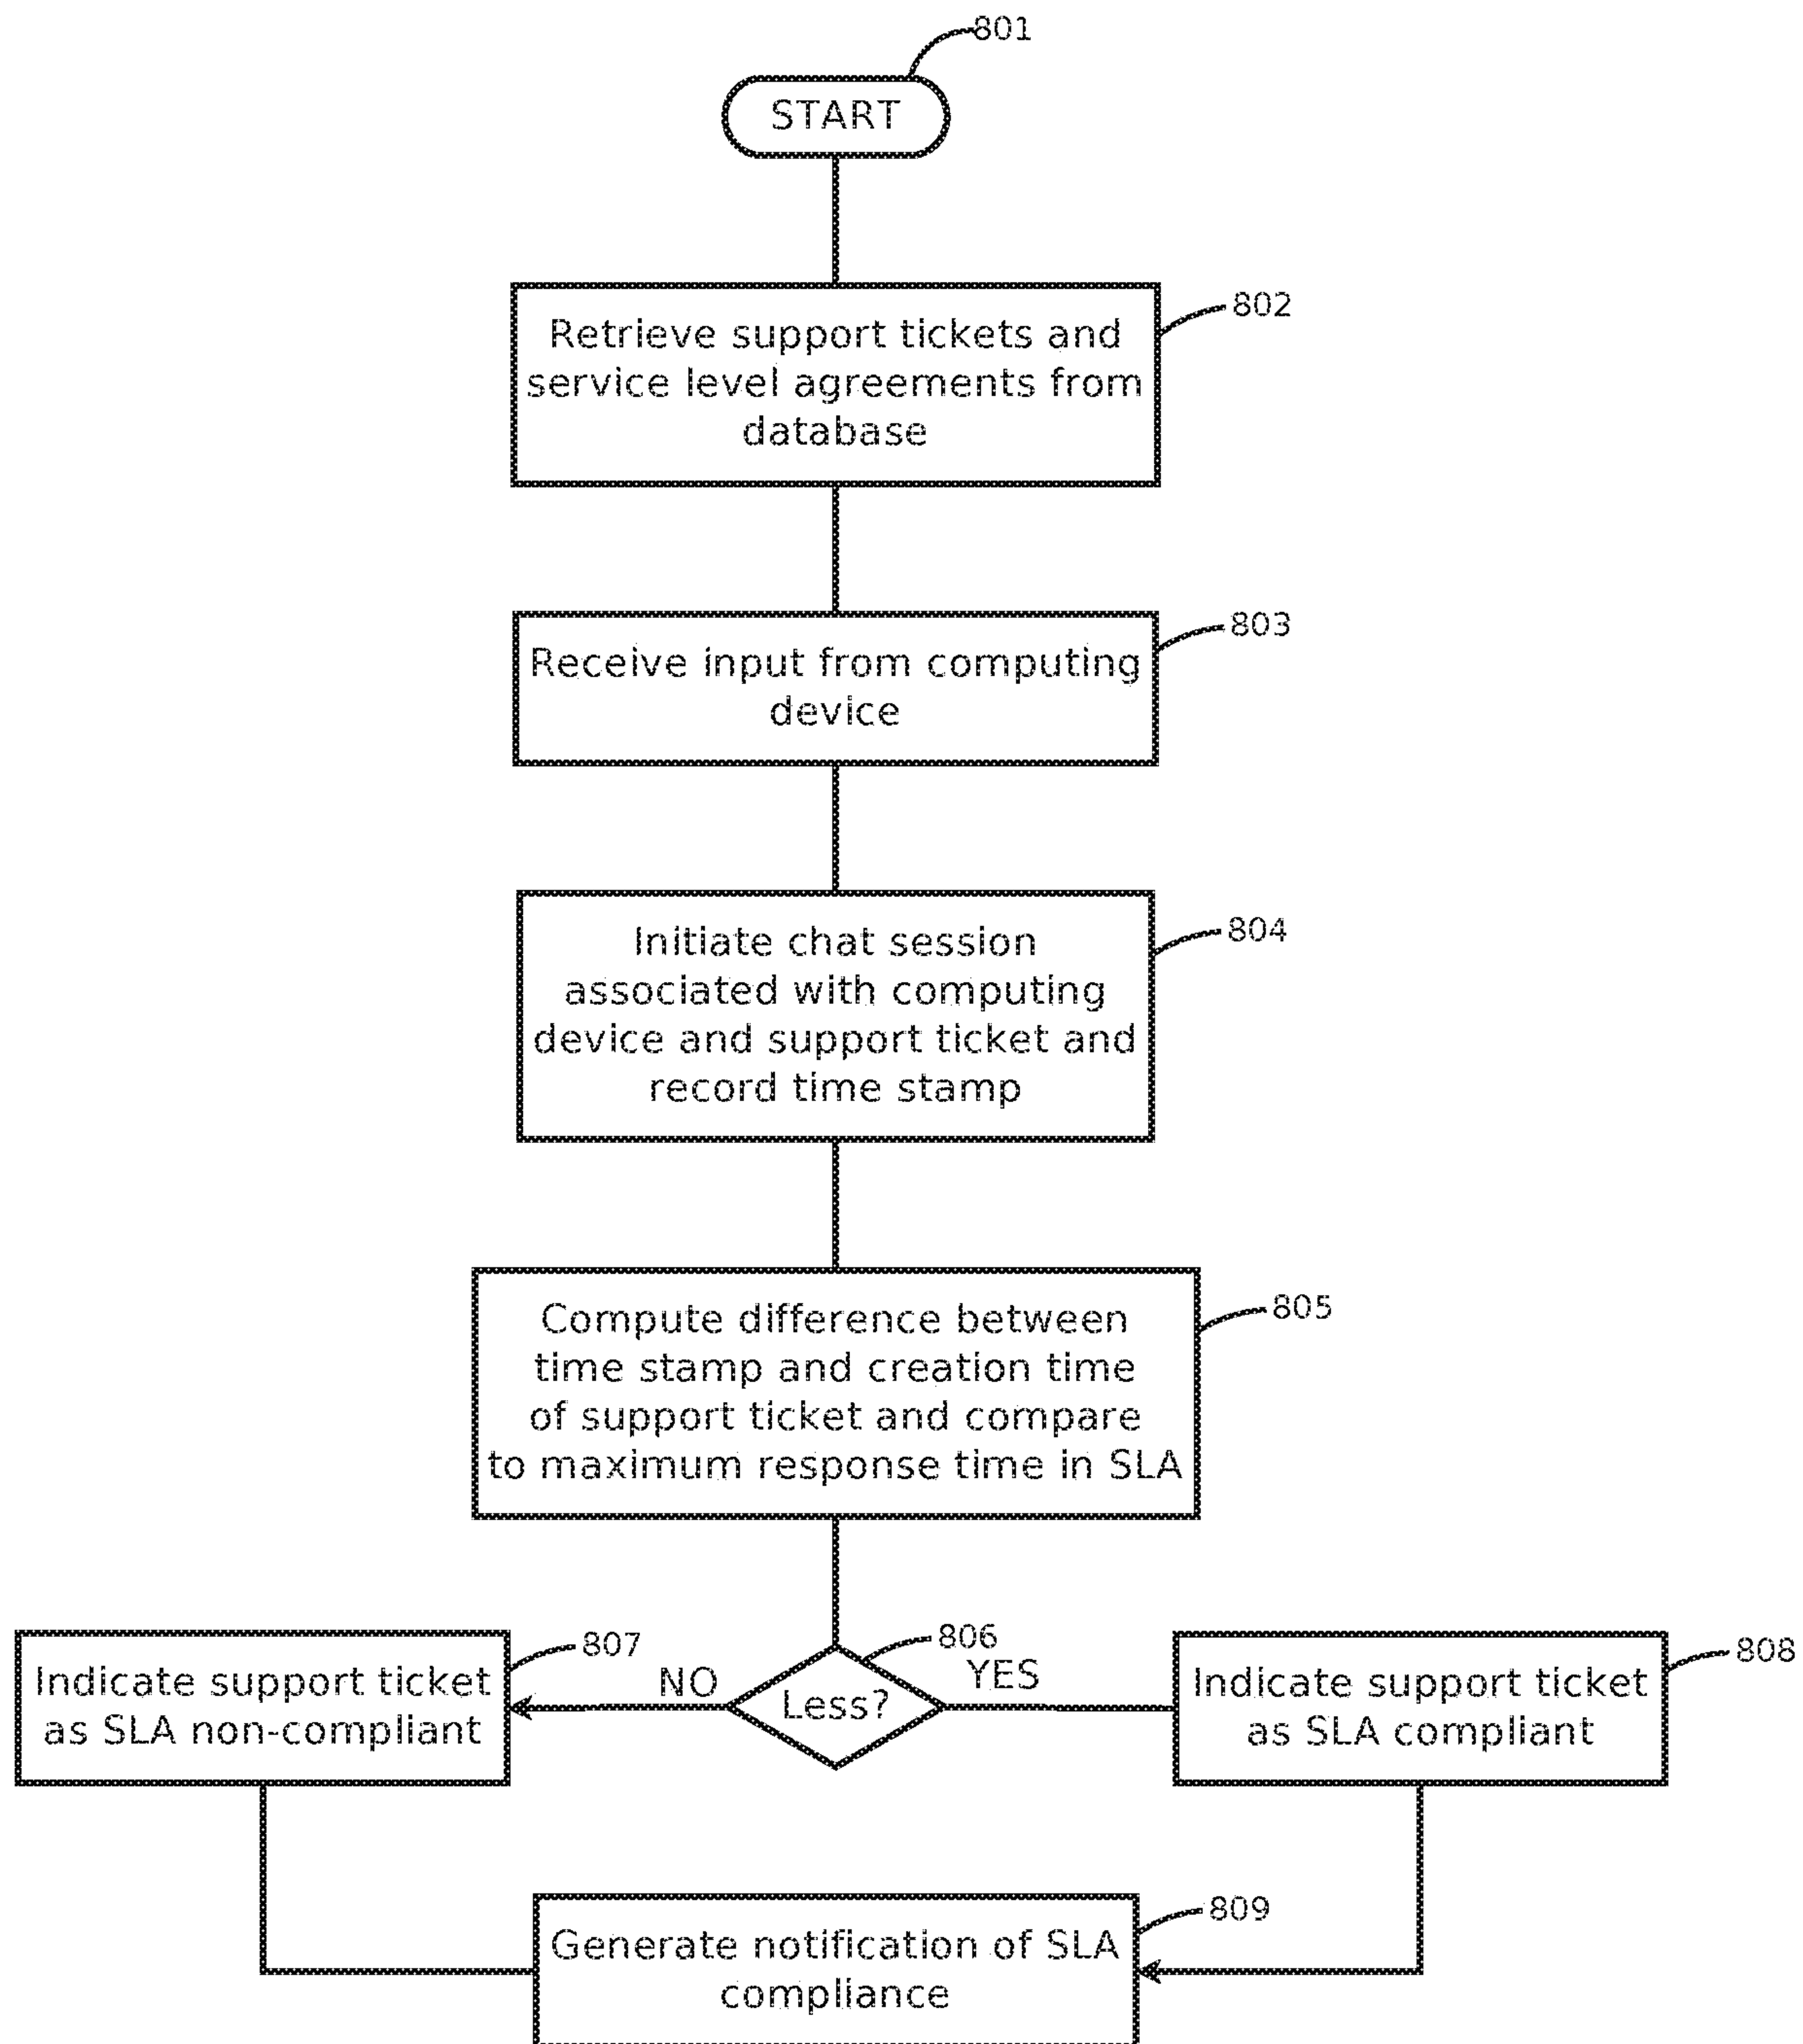 801
START
802
Retrieve support tickets and
service level agreements from
database
803
Receive input from computing
device
804
Initiate chat session
associated with computing
device and support ticket and
record time stamp
805
Compute difference between
time stamp and creation time
of support ticket and compare
to maximum response time in SLA
806
Less?
NO
YES
807
Indicate support ticket
as SLA non-compliant
808
Indicate support ticket
as SLA compliant
809
Generate notification of SLA
compliance